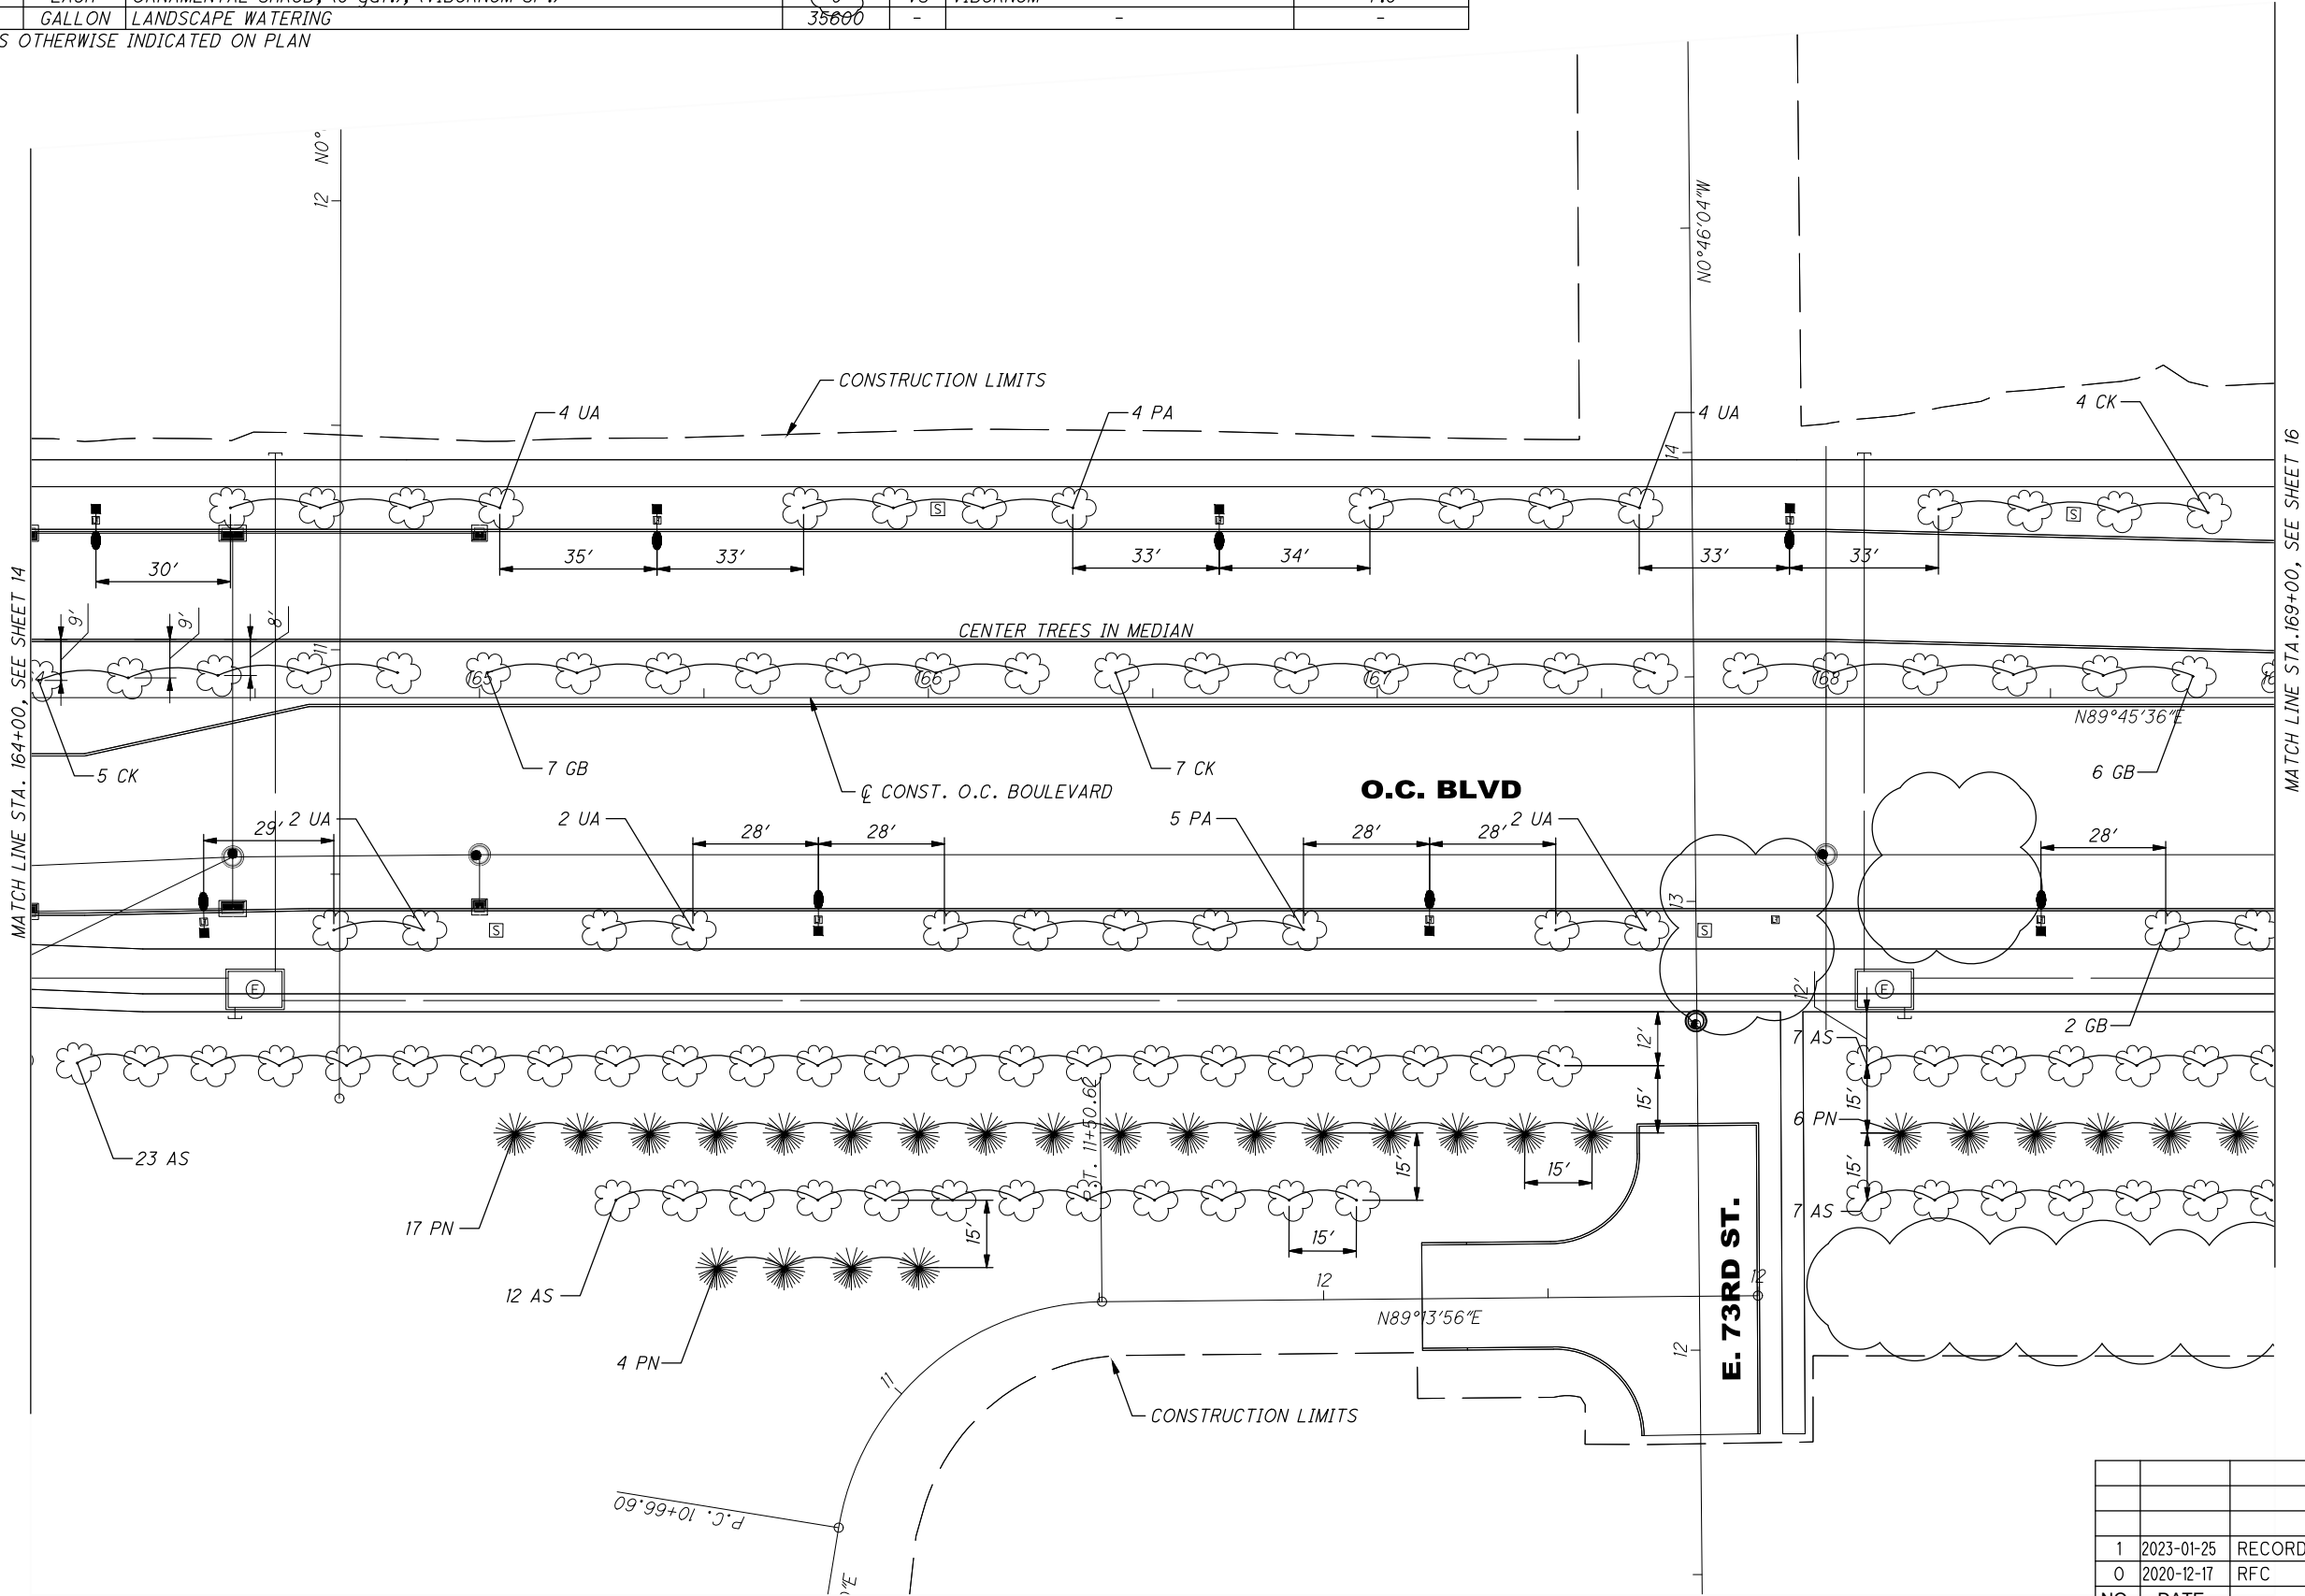 GALLON LANDSCAPE WATERING 35600 - - -
S OTHERWISE INDICATED ON PLAN
12 N0°
N0°46'04"W
CONSTRUCTION LIMITS
4 UA
4 PA
4 UA
4 CK
14
S
S
30'
35'
33'
33'
34'
33'
33'
MATCH LINE STA. 164+00, SEE SHEET 14
MATCH LINE STA.169+00, SEE SHEET 16
9'
9'
8'
11
CENTER TREES IN MEDIAN
165
166
167
168
N89°45'36"E
5 CK
7 GB
7 CK
6 GB
℄ CONST. O.C. BOULEVARD
O.C. BLVD
29'
2 UA
2 UA
28'
28'
5 PA
28'
28'
2 UA
28'
13
S
S
E
E
12'
12'
2 GB
7 AS
15'
15'
6 PN
P.T. 11+50.62
23 AS
15'
15'
15'
17 PN
7 AS
15'
15'
12 AS
12
12
N89°13'56"E
E. 73RD ST.
12
4 PN
11
CONSTRUCTION LIMITS
P.C. 10+66.60
"E
1 2023-01-25 RECORD
0 2020-12-17 RFC